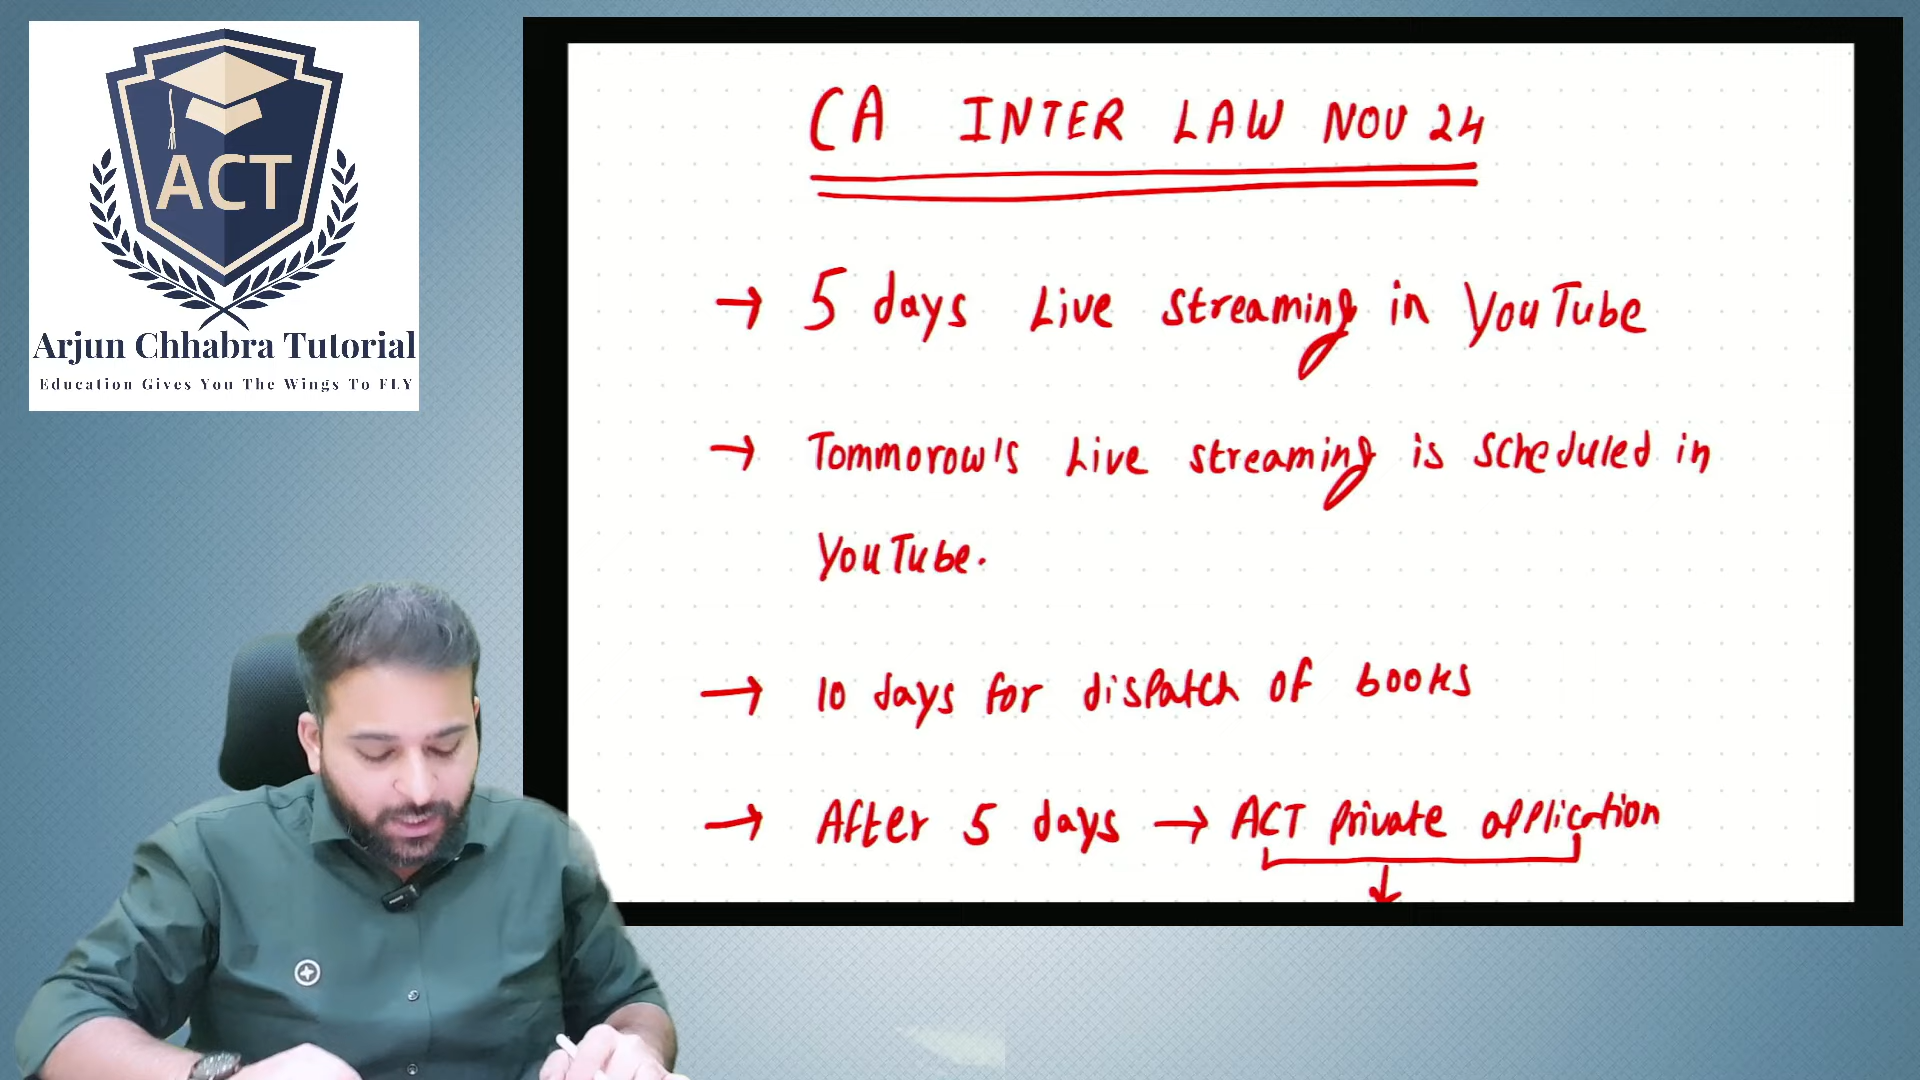 ACT
Arjun Chhabra Tutorial
Education Gives You The Wings To FLY
CA INTER LAW NOV 24
→ 5 days Live streaming in YouTube
→ Tommorow's Live streaming is scheduled in
YouTube.
→ 10 days for dispatch of books
→ After 5 days → ACT private application
↓